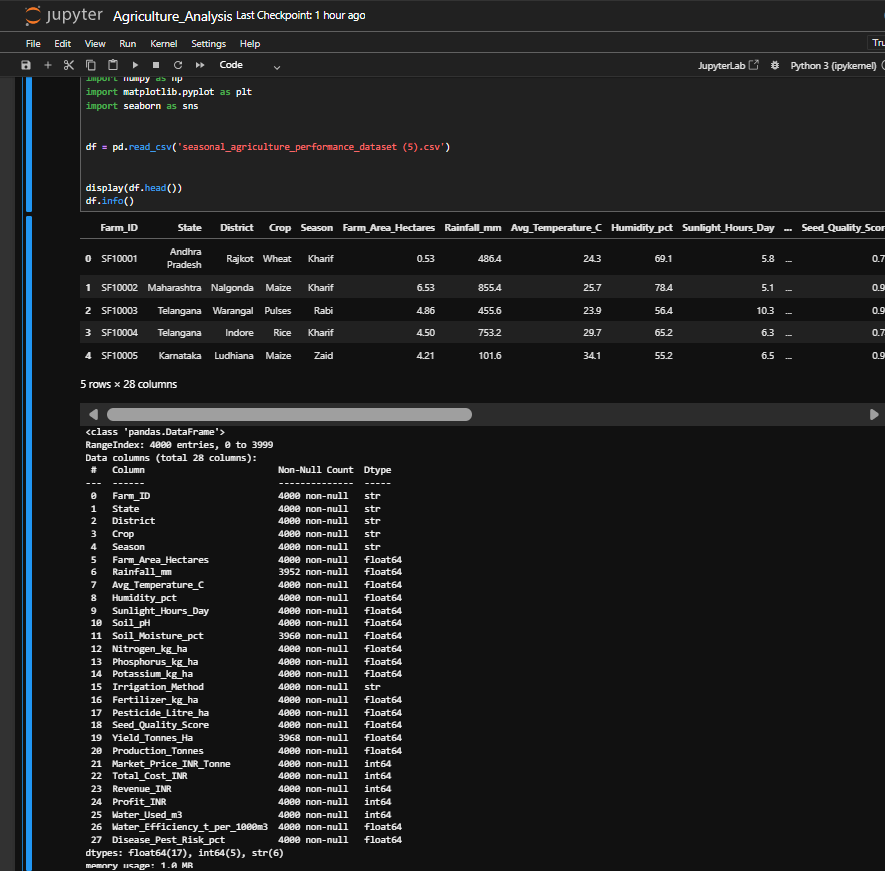 jupyter Agriculture_Analysis Last Checkpoint: 1 hour ago
File Edit View Run Kernel Settings Help
Code JupyterLab Python 3 (ipykernel)
import numpy as np
import matplotlib.pyplot as plt
import seaborn as sns
df = pd.read_csv('seasonal_agriculture_performance_dataset (5).csv')
display(df.head())
df.info()
Farm_ID State District Crop Season Farm_Area_Hectares Rainfall_mm Avg_Temperature_C Humidity_pct Sunlight_Hours_Day ... Seed_Quality_Scor
0 SF10001 Andhra Pradesh Rajkot Wheat Kharif 0.53 486.4 24.3 69.1 5.8 ... 0.7
1 SF10002 Maharashtra Nalgonda Maize Kharif 6.53 855.4 25.7 78.4 5.1 ... 0.9
2 SF10003 Telangana Warangal Pulses Rabi 4.86 455.6 23.9 56.4 10.3 ... 0.9
3 SF10004 Telangana Indore Rice Kharif 4.50 753.2 29.7 65.2 6.3 ... 0.7
4 SF10005 Karnataka Ludhiana Maize Zaid 4.21 101.6 34.1 55.2 6.5 ... 0.9
5 rows × 28 columns
<class 'pandas.DataFrame'>
RangeIndex: 4000 entries, 0 to 3999
Data columns (total 28 columns):
# Column Non-Null Count Dtype
--- ------ -------------- -----
0 Farm_ID 4000 non-null str
1 State 4000 non-null str
2 District 4000 non-null str
3 Crop 4000 non-null str
4 Season 4000 non-null str
5 Farm_Area_Hectares 4000 non-null float64
6 Rainfall_mm 3952 non-null float64
7 Avg_Temperature_C 4000 non-null float64
8 Humidity_pct 4000 non-null float64
9 Sunlight_Hours_Day 4000 non-null float64
10 Soil_pH 4000 non-null float64
11 Soil_Moisture_pct 3960 non-null float64
12 Nitrogen_kg_ha 4000 non-null float64
13 Phosphorus_kg_ha 4000 non-null float64
14 Potassium_kg_ha 4000 non-null float64
15 Irrigation_Method 4000 non-null str
16 Fertilizer_kg_ha 4000 non-null float64
17 Pesticide_Litre_ha 4000 non-null float64
18 Seed_Quality_Score 4000 non-null float64
19 Yield_Tonnes_Ha 3968 non-null float64
20 Production_Tonnes 4000 non-null float64
21 Market_Price_INR_Tonne 4000 non-null int64
22 Total_Cost_INR 4000 non-null int64
23 Revenue_INR 4000 non-null int64
24 Profit_INR 4000 non-null int64
25 Water_Used_m3 4000 non-null int64
26 Water_Efficiency_t_per_1000m3 4000 non-null float64
27 Disease_Pest_Risk_pct 4000 non-null float64
dtypes: float64(17), int64(5), str(6)
memory usage: 1.0 MB